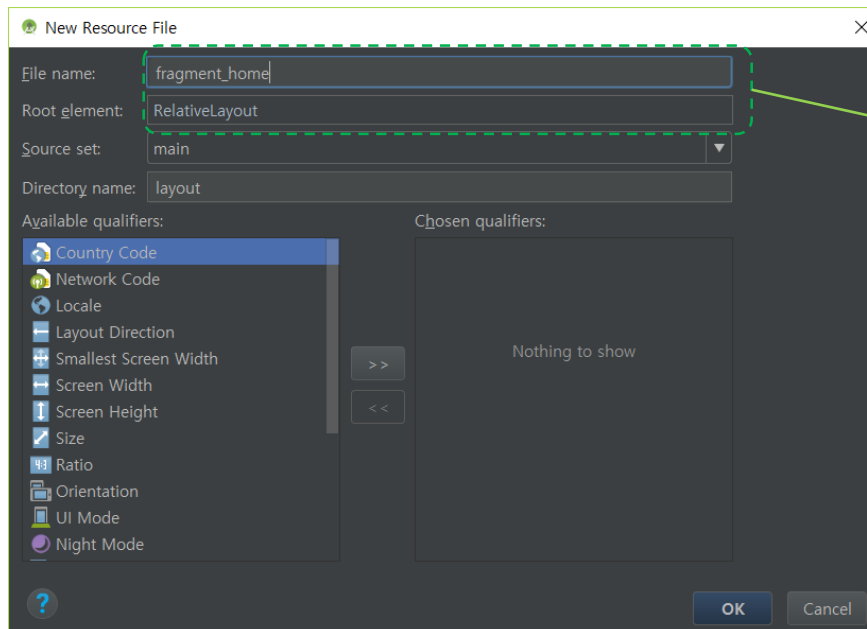 New Resource File
File name: fragment_home
Root element: RelativeLayout
Source set: main
Directory name: layout
Available qualifiers: Chosen qualifiers:
Country Code
Network Code
Locale
Layout Direction
Smallest Screen Width
>> Nothing to show
Screen Width
<<
Screen Height
Size
4:3 Ratio
Orientation
UI Mode
Night Mode
?
OK Cancel